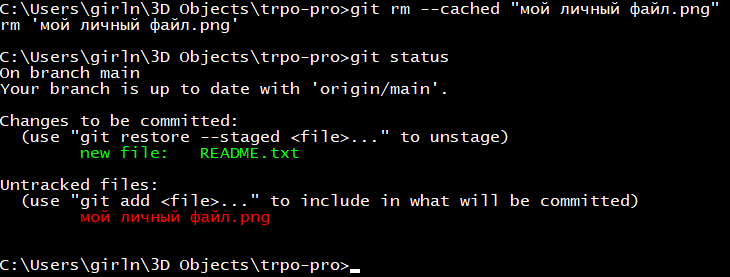 C:\Users\girln\3D Objects\trpo-pro>git rm --cached "мой личный файл.png"
rm 'мой личный файл.png'
C:\Users\girln\3D Objects\trpo-pro>git status
On branch main
Your branch is up to date with 'origin/main'.
Changes to be committed:
(use "git restore --staged <file>..." to unstage)
new file:   README.txt
Untracked files:
(use "git add <file>..." to include in what will be committed)
мой личный файл.png
C:\Users\girln\3D Objects\trpo-pro>